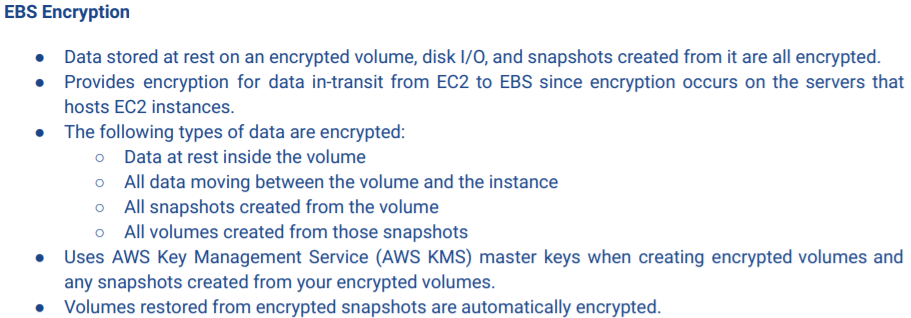 EBS Encryption
● Data stored at rest on an encrypted volume, disk I/O, and snapshots created from it are all encrypted.
● Provides encryption for data in-transit from EC2 to EBS since encryption occurs on the servers that
hosts EC2 instances.
● The following types of data are encrypted:
○ Data at rest inside the volume
○ All data moving between the volume and the instance
○ All snapshots created from the volume
○ All volumes created from those snapshots
● Uses AWS Key Management Service (AWS KMS) master keys when creating encrypted volumes and
any snapshots created from your encrypted volumes.
● Volumes restored from encrypted snapshots are automatically encrypted.